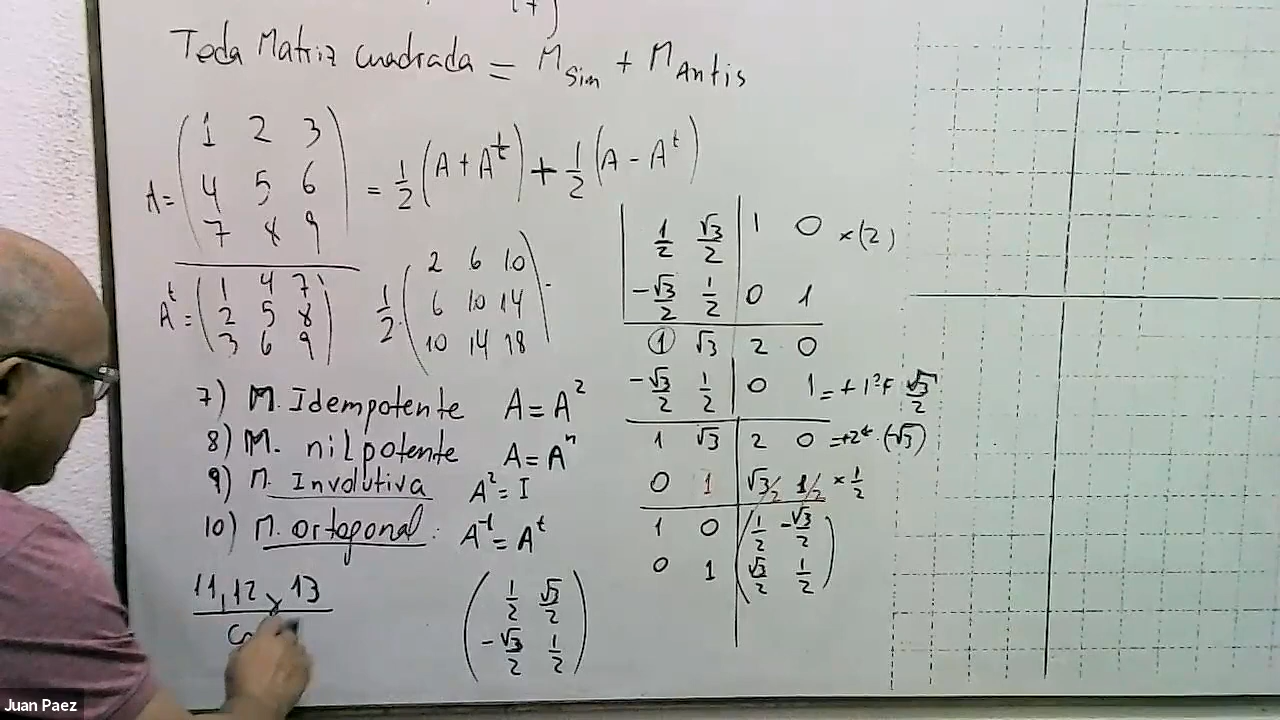 Toda Matriz Cuadrada = M Sim + M Antis
A = ( 1 2 3
4 5 6
7 8 9 ) = 1/2 ( A + A^t ) + 1/2 ( A - A^t )
A^t = ( 1 4 7
2 5 8
3 6 9 )
1/2 . ( 2 6 10
6 10 14
10 14 18 )
7) M. Idempotente A = A^2
8) M. nilpotente A = A^n
9) M. Involutiva A^2 = I
10) M. ortogonal : A^-1 = A^t
11, 12 y 13
( 1/2 √3/2
-√3/2 1/2 )
1/2 √3/2 | 1 0 ×(2)
-√3/2 1/2 | 0 1
1 √3 2 0
-√3/2 1/2 | 0 1
1 √3 | 2 0
0 1 | √3/2 1/2 × 1/2
1 0 ( 1/2 -√3/2
0 1 √3/2 1/2 )
Juan Paez